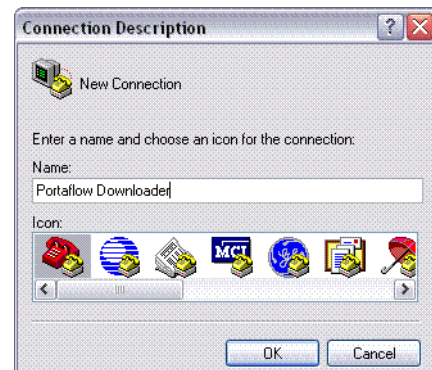 Connection Description
New Connection
Enter a name and choose an icon for the connection:
Name:
Portaflow Downloader
Icon:
MCI
OK
Cancel